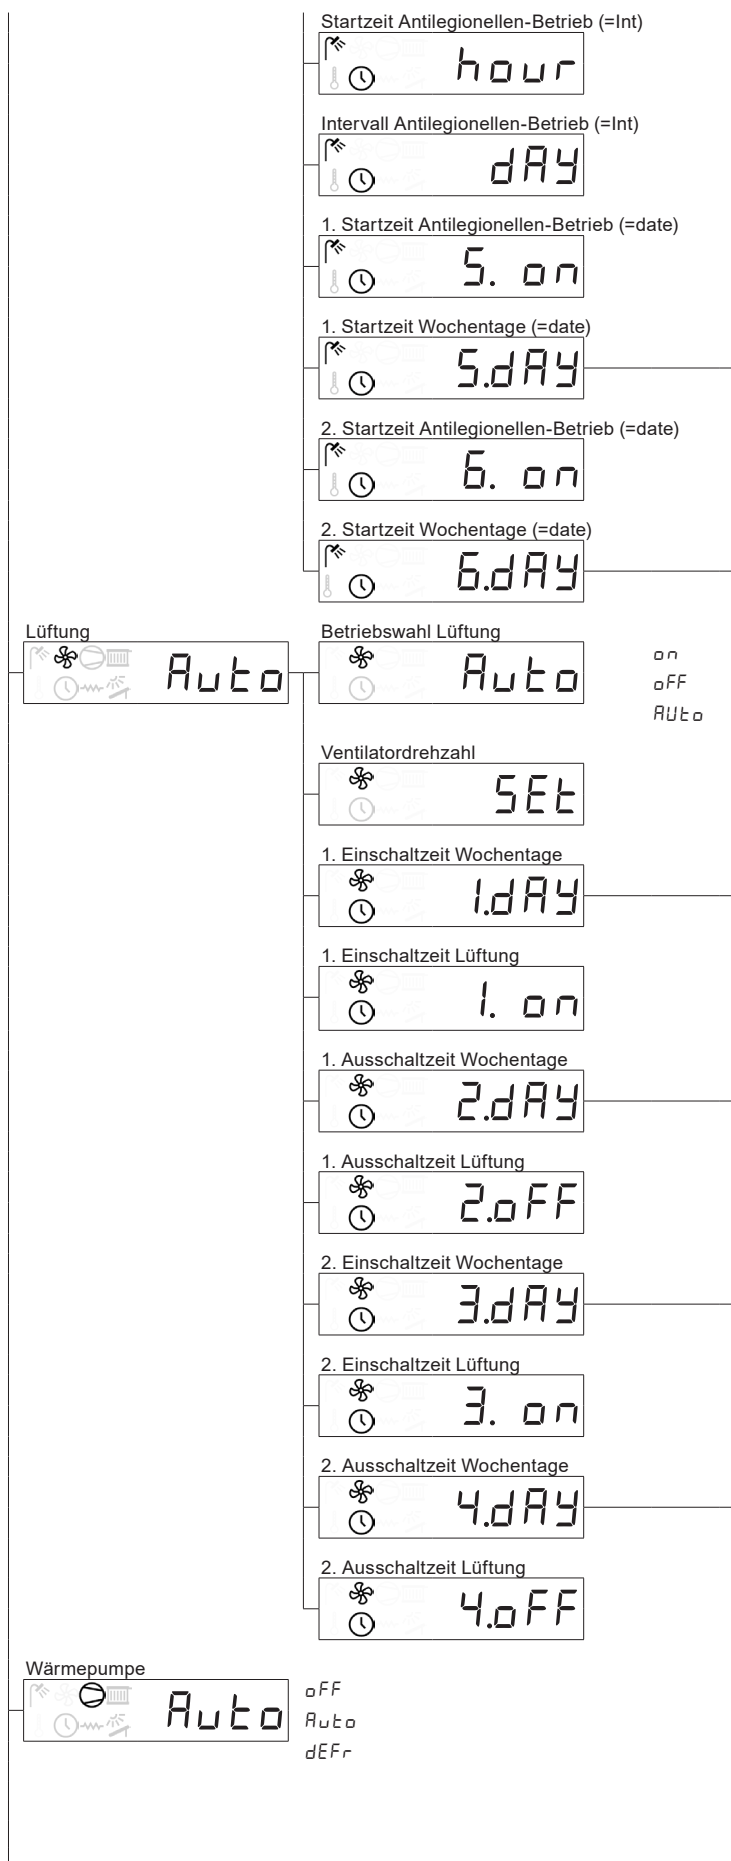 Startzeit Antilegionellen-Betrieb (=Int)
hour
Intervall Antilegionellen-Betrieb (=Int)
dAY
1. Startzeit Antilegionellen-Betrieb (=date)
5. on
1. Startzeit Wochentage (=date)
5.dAY
2. Startzeit Antilegionellen-Betrieb (=date)
6. on
2. Startzeit Wochentage (=date)
6.dAY
Lüftung
Auto
Betriebswahl Lüftung
Auto
on
oFF
AUto
Ventilatordrehzahl
SEt
1. Einschaltzeit Wochentage
1.dAY
1. Einschaltzeit Lüftung
1. on
1. Ausschaltzeit Wochentage
2.dAY
1. Ausschaltzeit Lüftung
2.oFF
2. Einschaltzeit Wochentage
3.dAY
2. Einschaltzeit Lüftung
3. on
2. Ausschaltzeit Wochentage
4.dAY
2. Ausschaltzeit Lüftung
4.oFF
Wärmepumpe
Auto
oFF
Auto
dEFr